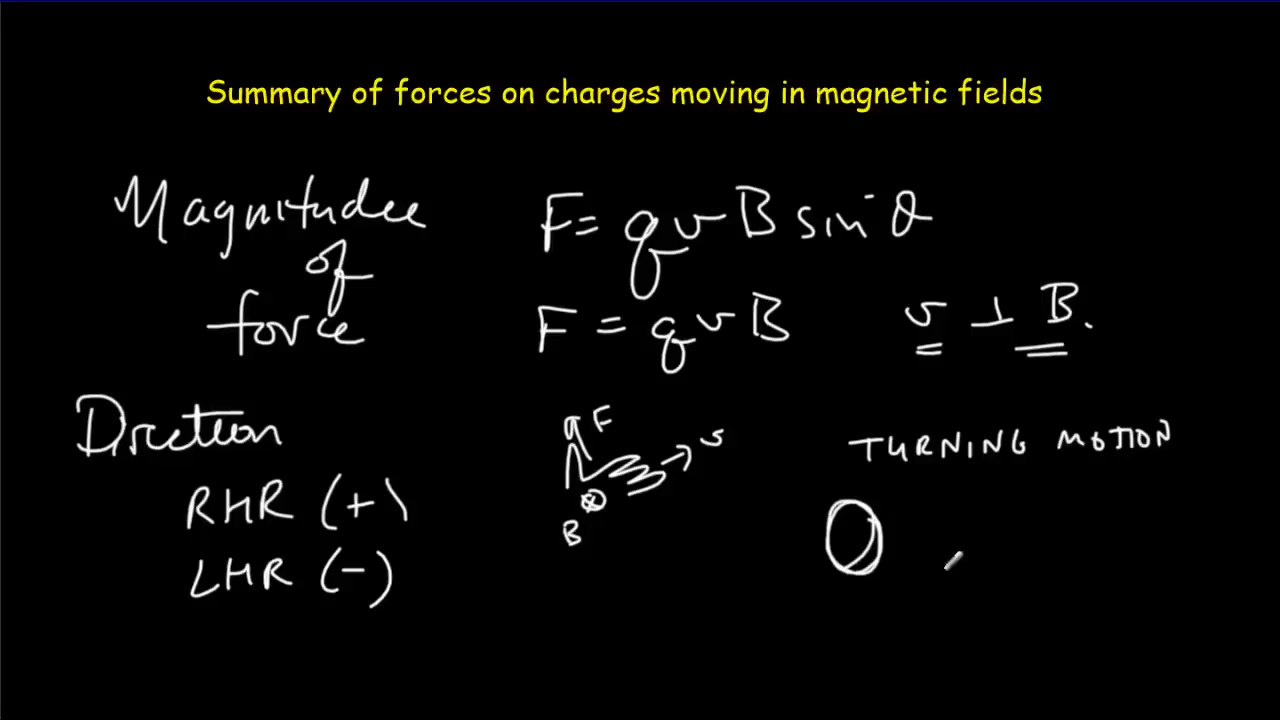 Summary of forces on charges moving in magnetic fields
Magnitudee
of
force
F = qvB sin θ
F = qvB
v ⊥ B.
Direction
RHR (+)
LHR (-)
F
v
B
TURNING MOTION